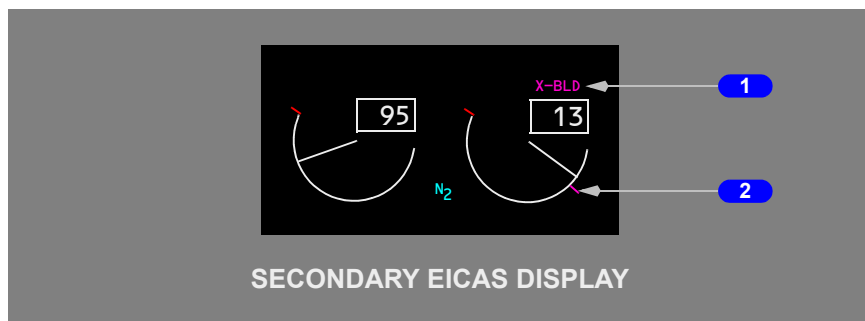 X-BLD
1
95
13
N2
2
SECONDARY EICAS DISPLAY